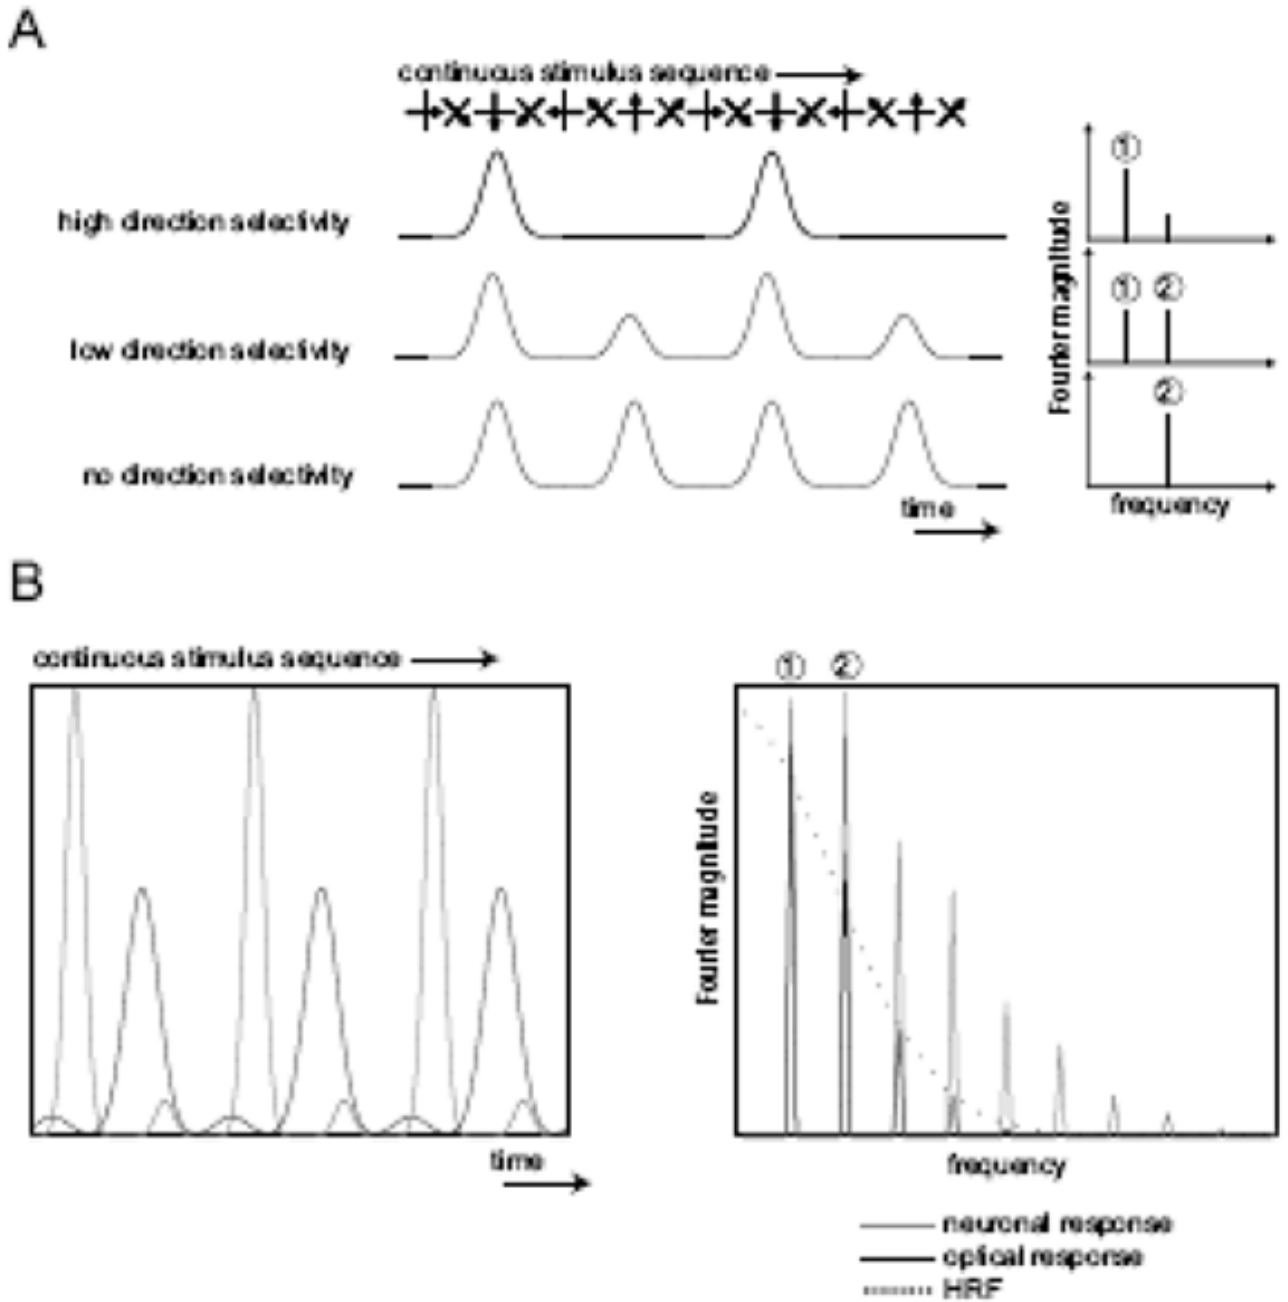 A
continuous stimulus sequence
high direction selectivity
①
low direction selectivity
① ②
no direction selectivity
②
Fourier magnitude
frequency
time
B
continuous stimulus sequence
① ②
Fourier magnitude
time
frequency
neuronal response
optical response
HRF